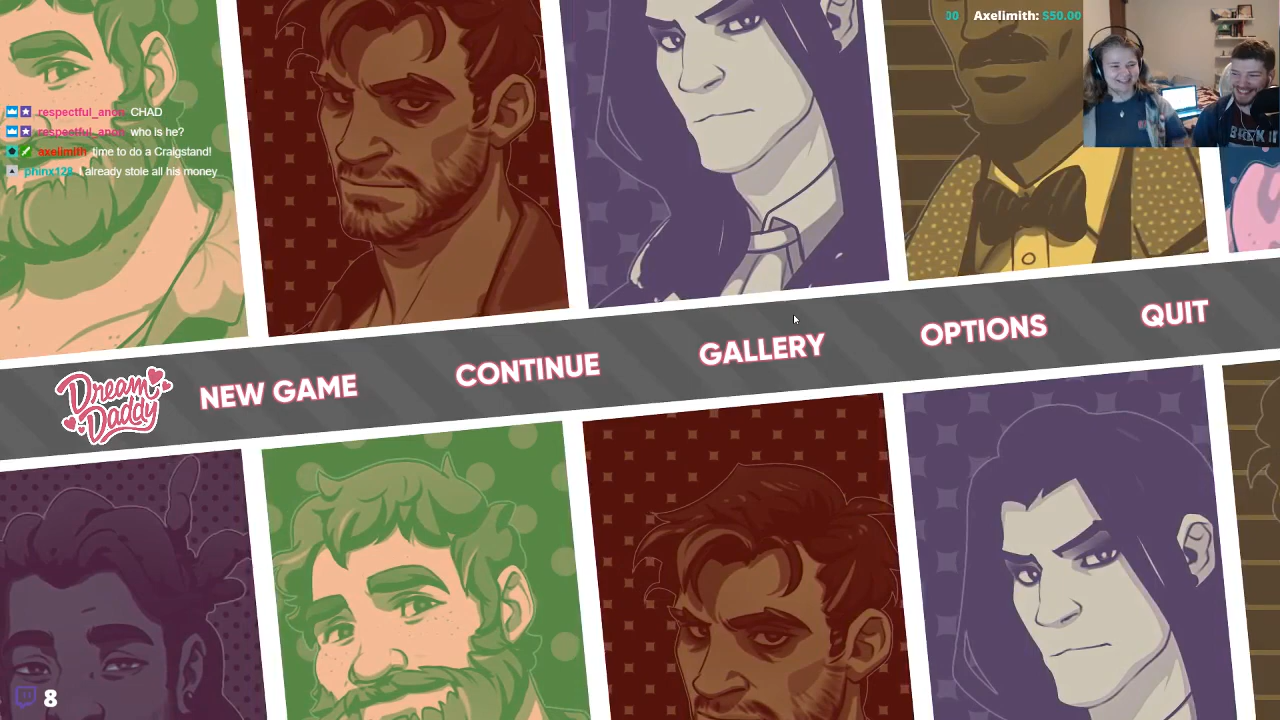 00 Axelimith: $50.00
respectful_anon CHAD
respectful_anon who is he?
axelimith time to do a Craigstand!
phinx128 I already stole all his money
Dream Daddy
NEW GAME
CONTINUE
GALLERY
OPTIONS
QUIT
8